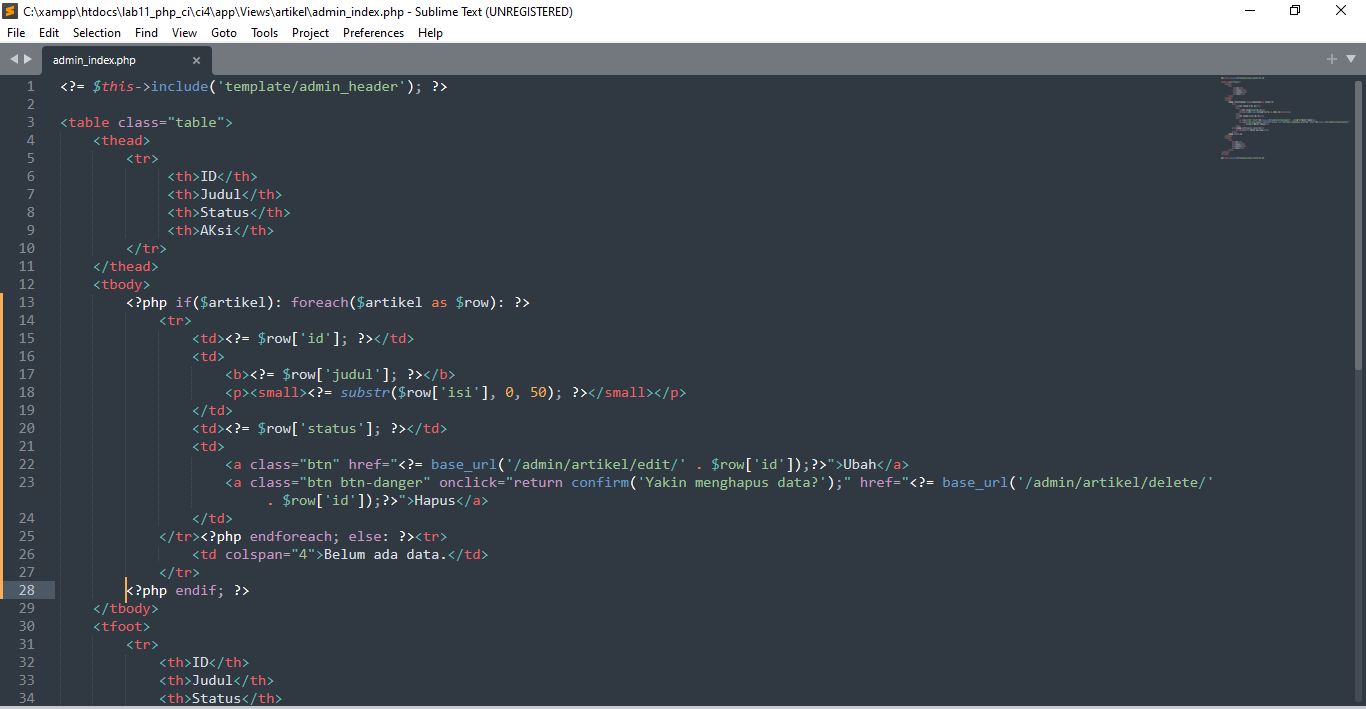 C:\xampp\htdocs\lab11_php_ci\ci4\app\Views\artikel\admin_index.php - Sublime Text (UNREGISTERED)
File Edit Selection Find View Goto Tools Project Preferences Help
admin_index.php
1 <?= $this->include('template/admin_header'); ?>
2
3 <table class="table">
4 <thead>
5 <tr>
6 <th>ID</th>
7 <th>Judul</th>
8 <th>Status</th>
9 <th>AKsi</th>
10 </tr>
11 </thead>
12 <tbody>
13 <?php if($artikel): foreach($artikel as $row): ?>
14 <tr>
15 <td><?= $row['id']; ?></td>
16 <td>
17 <b><?= $row['judul']; ?></b>
18 <p><small><?= substr($row['isi'], 0, 50); ?></small></p>
19 </td>
20 <td><?= $row['status']; ?></td>
21 <td>
22 <a class="btn" href="<?= base_url('/admin/artikel/edit/' . $row['id']);?>">Ubah</a>
23 <a class="btn btn-danger" onclick="return confirm('Yakin menghapus data?');" href="<?= base_url('/admin/artikel/delete/'
. $row['id']);?>">Hapus</a>
24 </td>
25 </tr><?php endforeach; else: ?><tr>
26 <td colspan="4">Belum ada data.</td>
27 </tr>
28 <?php endif; ?>
29 </tbody>
30 <tfoot>
31 <tr>
32 <th>ID</th>
33 <th>Judul</th>
34 <th>Status</th>